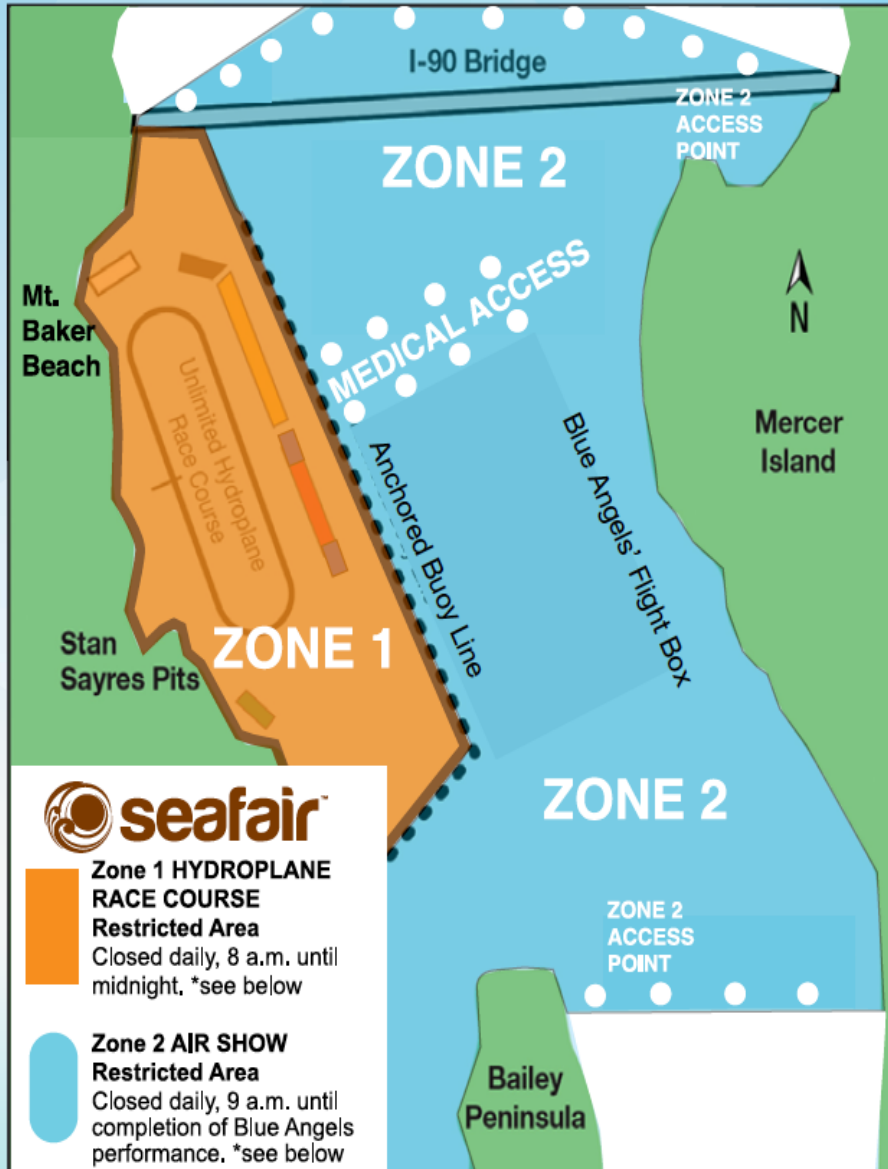 I-90 Bridge
ZONE 2
ACCESS
POINT
ZONE 2
MEDICAL ACCESS
N
Mt.
Baker
Beach
Unlimited Hydroplane
Race Course
Anchored Buoy Line
Blue Angels' Flight Box
Mercer
Island
Stan
Sayres Pits
ZONE 1
ZONE 2
seafair™
Zone 1 HYDROPLANE
RACE COURSE
Restricted Area
Closed daily, 8 a.m. until
midnight. *see below
ZONE 2
ACCESS
POINT
Zone 2 AIR SHOW
Restricted Area
Closed daily, 9 a.m. until
completion of Blue Angels
performance. *see below
Bailey
Peninsula